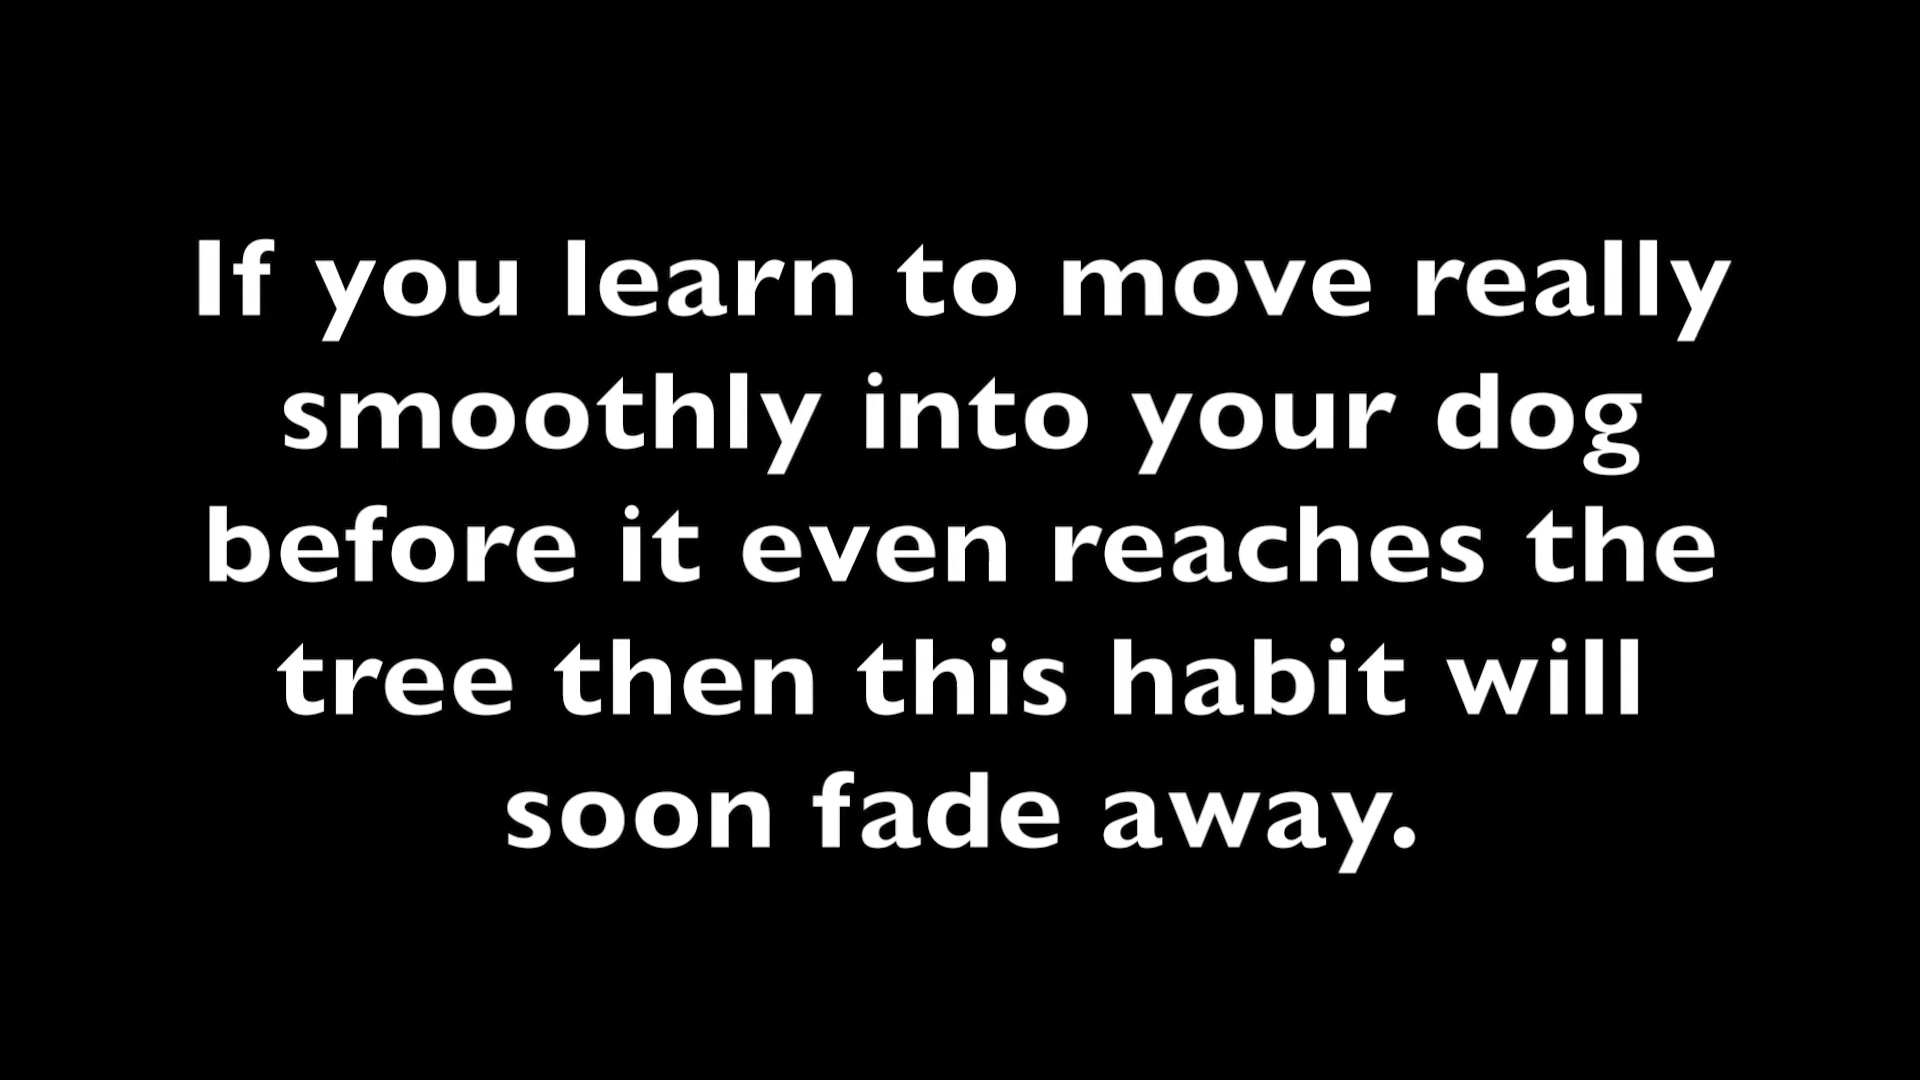 If you learn to move really
smoothly into your dog
before it even reaches the
tree then this habit will
soon fade away.